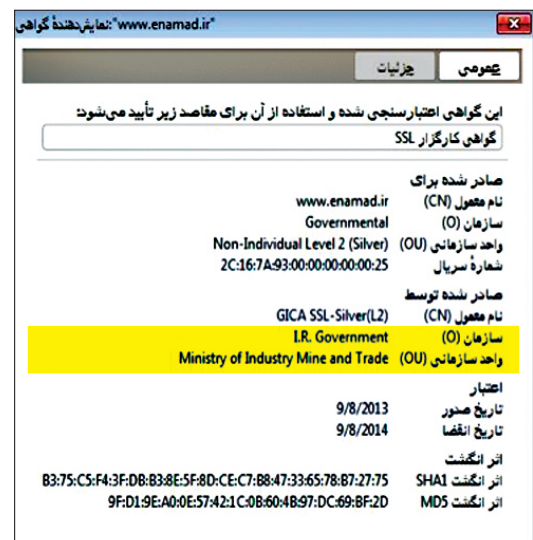 نمایش‌دهندهٔ گواهی:"www.enamad.ir"
عمومی جزئیات
این گواهی اعتبارسنجی شده و استفاده از آن برای مقاصد زیر تأیید می‌شود:
گواهی کارگزار SSL
صادر شده برای
نام معمول (CN) www.enamad.ir
سازمان (O) Governmental
واحد سازمانی (OU) Non-Individual Level 2 (Silver)
شمارهٔ سریال 2C:16:7A:93:00:00:00:00:00:25
صادر شده توسط
نام معمول (CN) GICA SSL-Silver(L2)
سازمان (O) I.R. Government
واحد سازمانی (OU) Ministry of Industry Mine and Trade
اعتبار
تاریخ صدور 9/8/2013
تاریخ انقضا 9/8/2014
اثر انگشت
اثر انگشت SHA1 B3:75:C5:F4:3F:DB:B3:8E:5F:8D:CE:C7:B8:47:33:65:78:B7:27:75
اثر انگشت MD5 9F:D1:9E:A0:0E:57:42:1C:0B:60:4B:97:DC:69:BF:2D